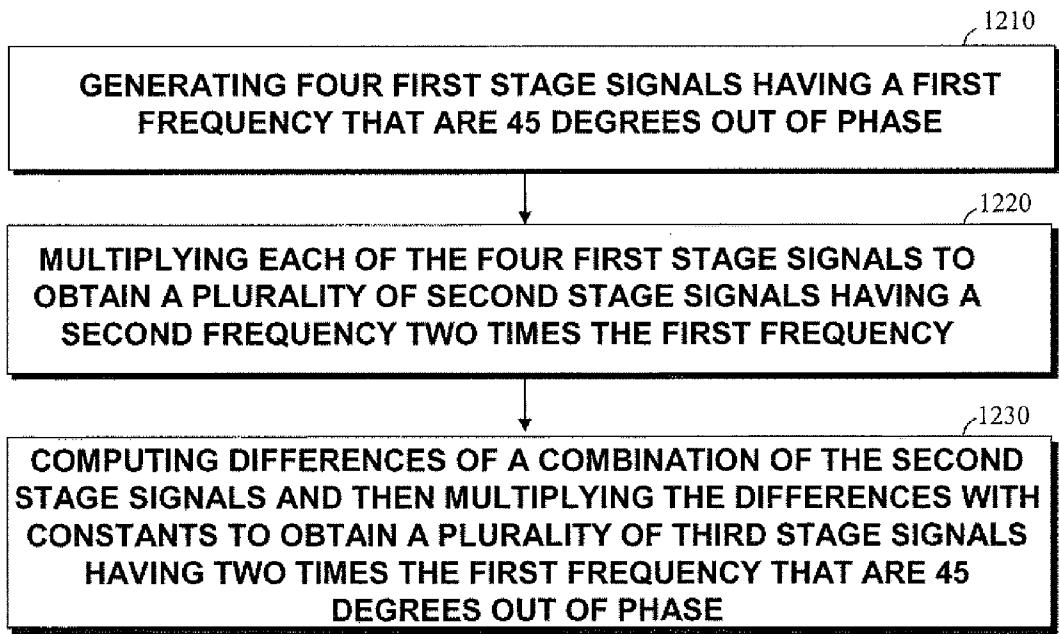 1210
GENERATING FOUR FIRST STAGE SIGNALS HAVING A FIRST
FREQUENCY THAT ARE 45 DEGREES OUT OF PHASE
1220
MULTIPLYING EACH OF THE FOUR FIRST STAGE SIGNALS TO
OBTAIN A PLURALITY OF SECOND STAGE SIGNALS HAVING A
SECOND FREQUENCY TWO TIMES THE FIRST FREQUENCY
1230
COMPUTING DIFFERENCES OF A COMBINATION OF THE SECOND
STAGE SIGNALS AND THEN MULTIPLYING THE DIFFERENCES WITH
CONSTANTS TO OBTAIN A PLURALITY OF THIRD STAGE SIGNALS
HAVING TWO TIMES THE FIRST FREQUENCY THAT ARE 45
DEGREES OUT OF PHASE